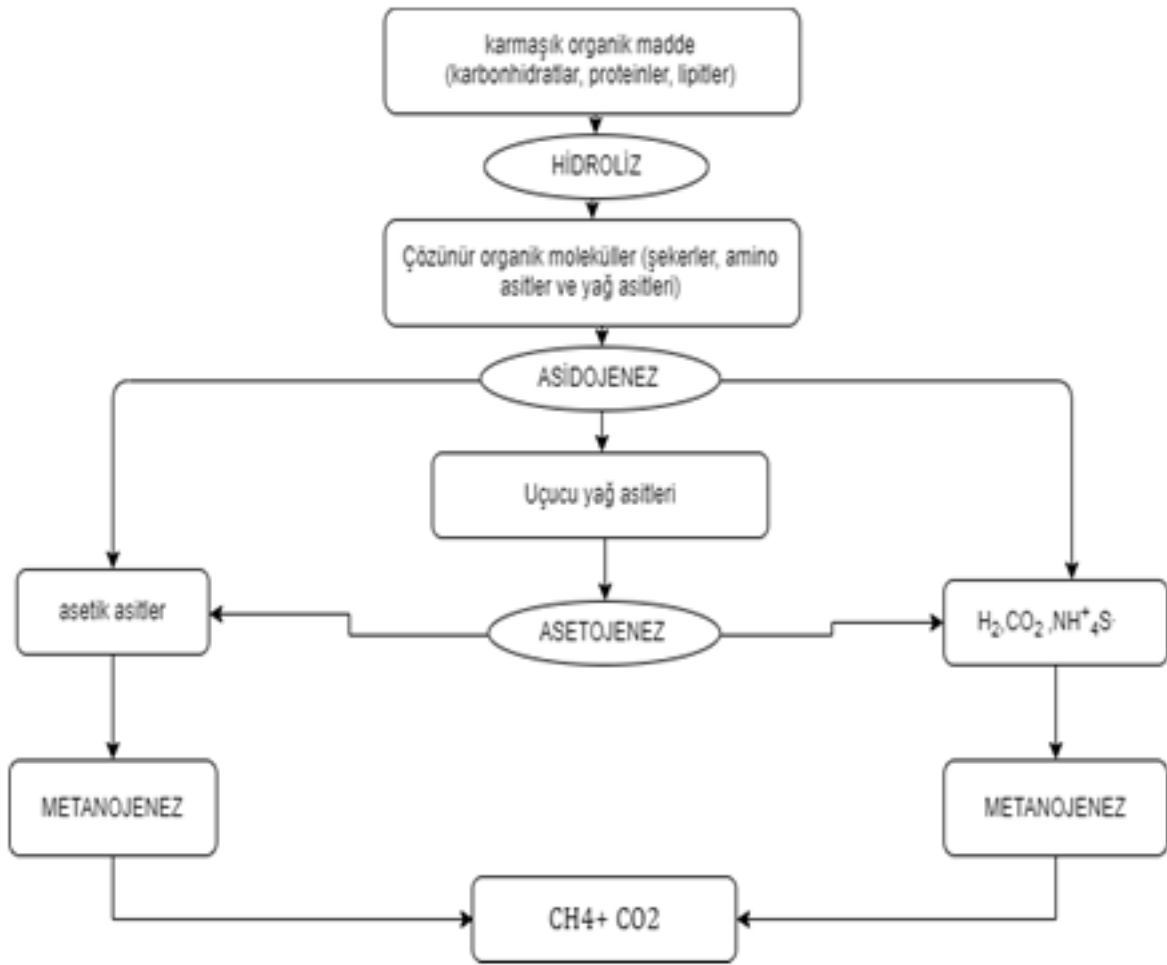 karmaşık organik madde
(karbonhidratlar, proteinler, lipitler)
HİDROLİZ
Çözünür organik moleküller (şekerler, amino
asitler ve yağ asitleri)
ASİDOJENEZ
Uçucu yağ asitleri
asetik asitler
ASETOJENEZ
H₂,CO₂ ,NH⁺₄S⁻
METANOJENEZ
METANOJENEZ
CH4+ CO2